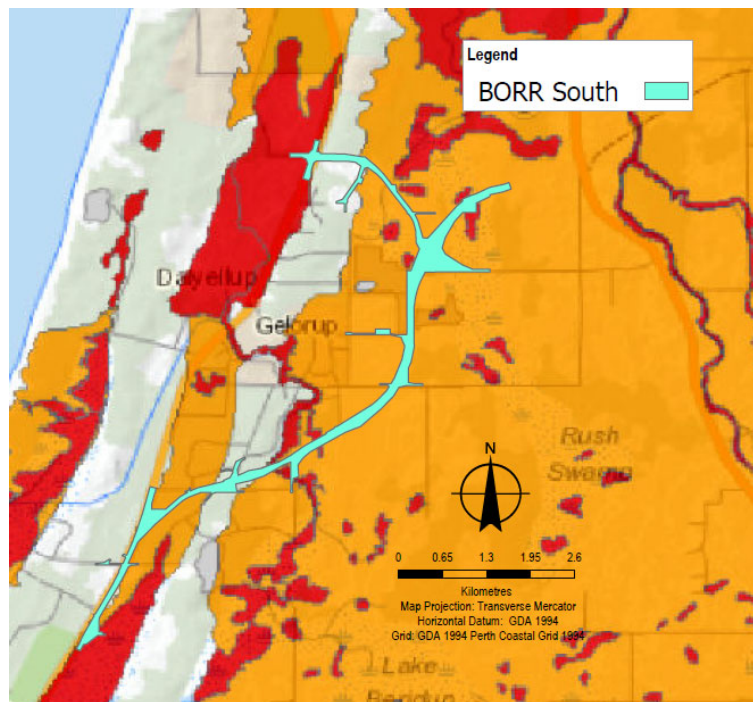 Legend
BORR South
Dalyellup
Gelorup
Rush
Swamp
N
0 0.65 1.3 1.95 2.6
Kilometres
Map Projection: Transverse Mercator
Horizontal Datum: GDA 1994
Grid: GDA 1994 Perth Coastal Grid 1994
Lake